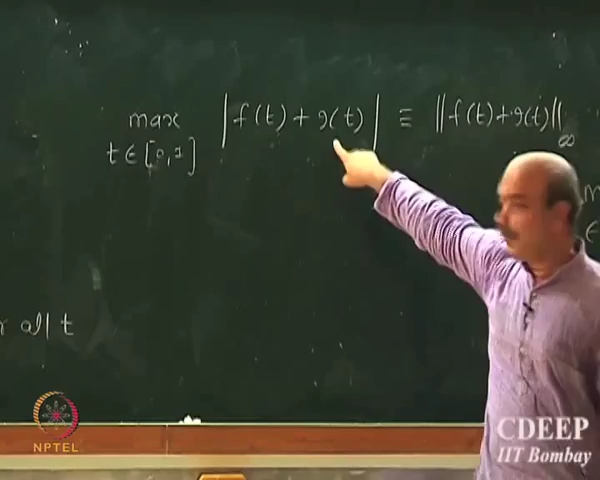 max |f(t) + g(t)| ≡ ||f(t)+g(t)||∞
t ∈ [0,1]
all t
NPTEL
CDEEP
IIT Bombay